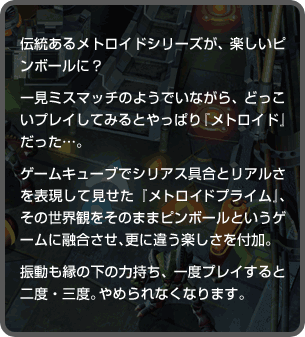 伝統あるメトロイドシリーズが、楽しいピ
ンボールに？
一見ミスマッチのようでいながら、どっこ
いプレイしてみるとやっぱり『メトロイド』
だった…。
ゲームキューブでシリアス具合とリアルさ
を表現して見せた『メトロイドプライム』、
その世界観をそのままピンボールというゲ
ームに融合させ、更に違う楽しさを付加。
振動も縁の下の力持ち、一度プレイすると
二度・三度。やめられなくなります。